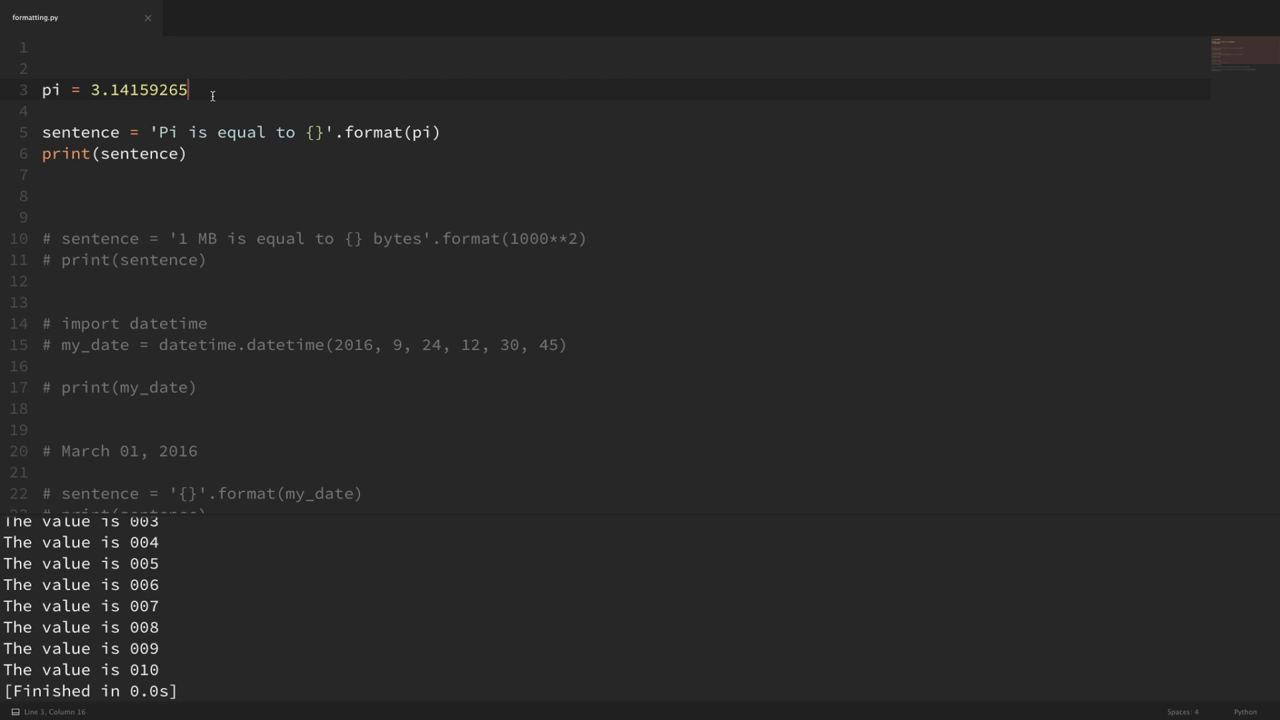 formatting.py
1
2
3 pi = 3.14159265
4
5 sentence = 'Pi is equal to {}'.format(pi)
6 print(sentence)
7
8
9
10 # sentence = '1 MB is equal to {} bytes'.format(1000**2)
11 # print(sentence)
12
13
14 # import datetime
15 # my_date = datetime.datetime(2016, 9, 24, 12, 30, 45)
16
17 # print(my_date)
18
19
20 # March 01, 2016
21
22 # sentence = '{}'.format(my_date)
23 # print(sentence)
The value is 003
The value is 004
The value is 005
The value is 006
The value is 007
The value is 008
The value is 009
The value is 010
[Finished in 0.0s]
Line 3, Column 16
Spaces: 4
Python